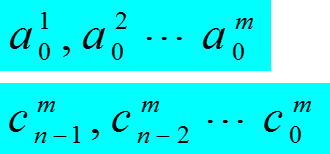 a_0^1, a_0^2 ⋯ a_0^m
c_{n-1}^m, c_{n-2}^m ⋯ c_0^m